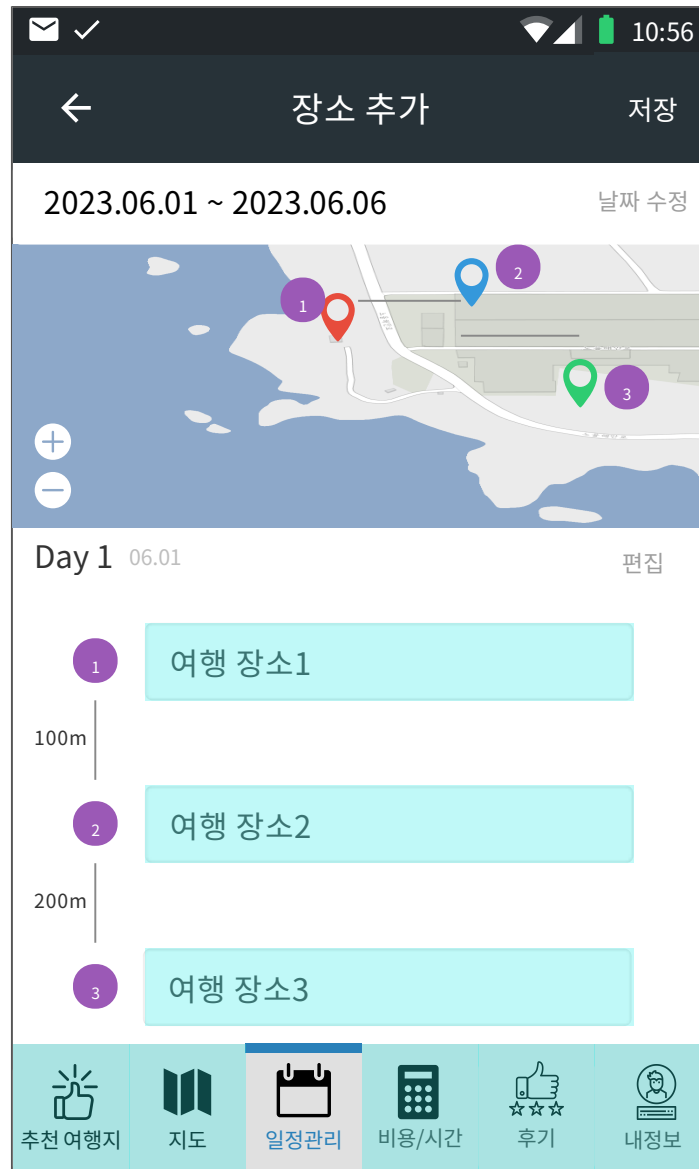 10:56
장소 추가
저장
2023.06.01 ~ 2023.06.06
날짜 수정
1
2
3
Day 1 06.01
편집
1 여행 장소1
100m
2 여행 장소2
200m
3 여행 장소3
추천 여행지
지도
일정관리
비용/시간
후기
내정보